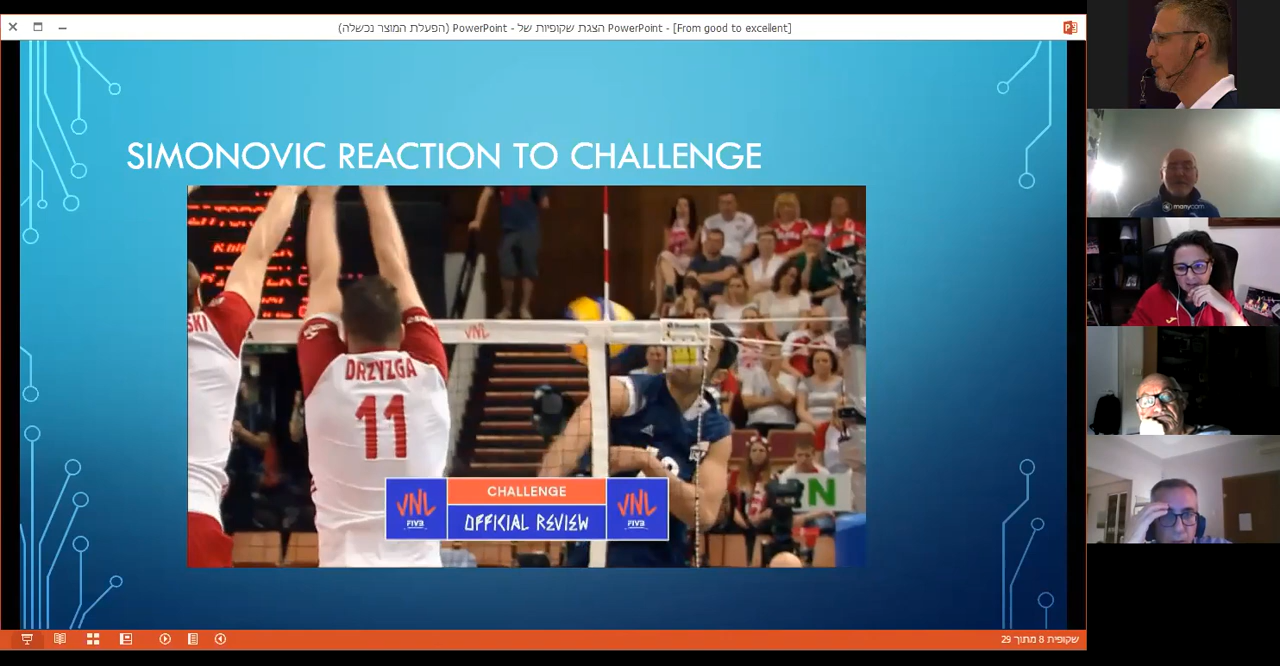 הצגת שקופיות של PowerPoint - [From good to excellent] - PowerPoint (הפעלת המוצר נכשלה)
SIMONOVIC REACTION TO CHALLENGE
SKI
DRZYZGA
11
VNL
N
VNL
FIVB
CHALLENGE
OFFICIAL REVIEW
VNL
FIVB
manycam
שקופית 8 מתוך 29